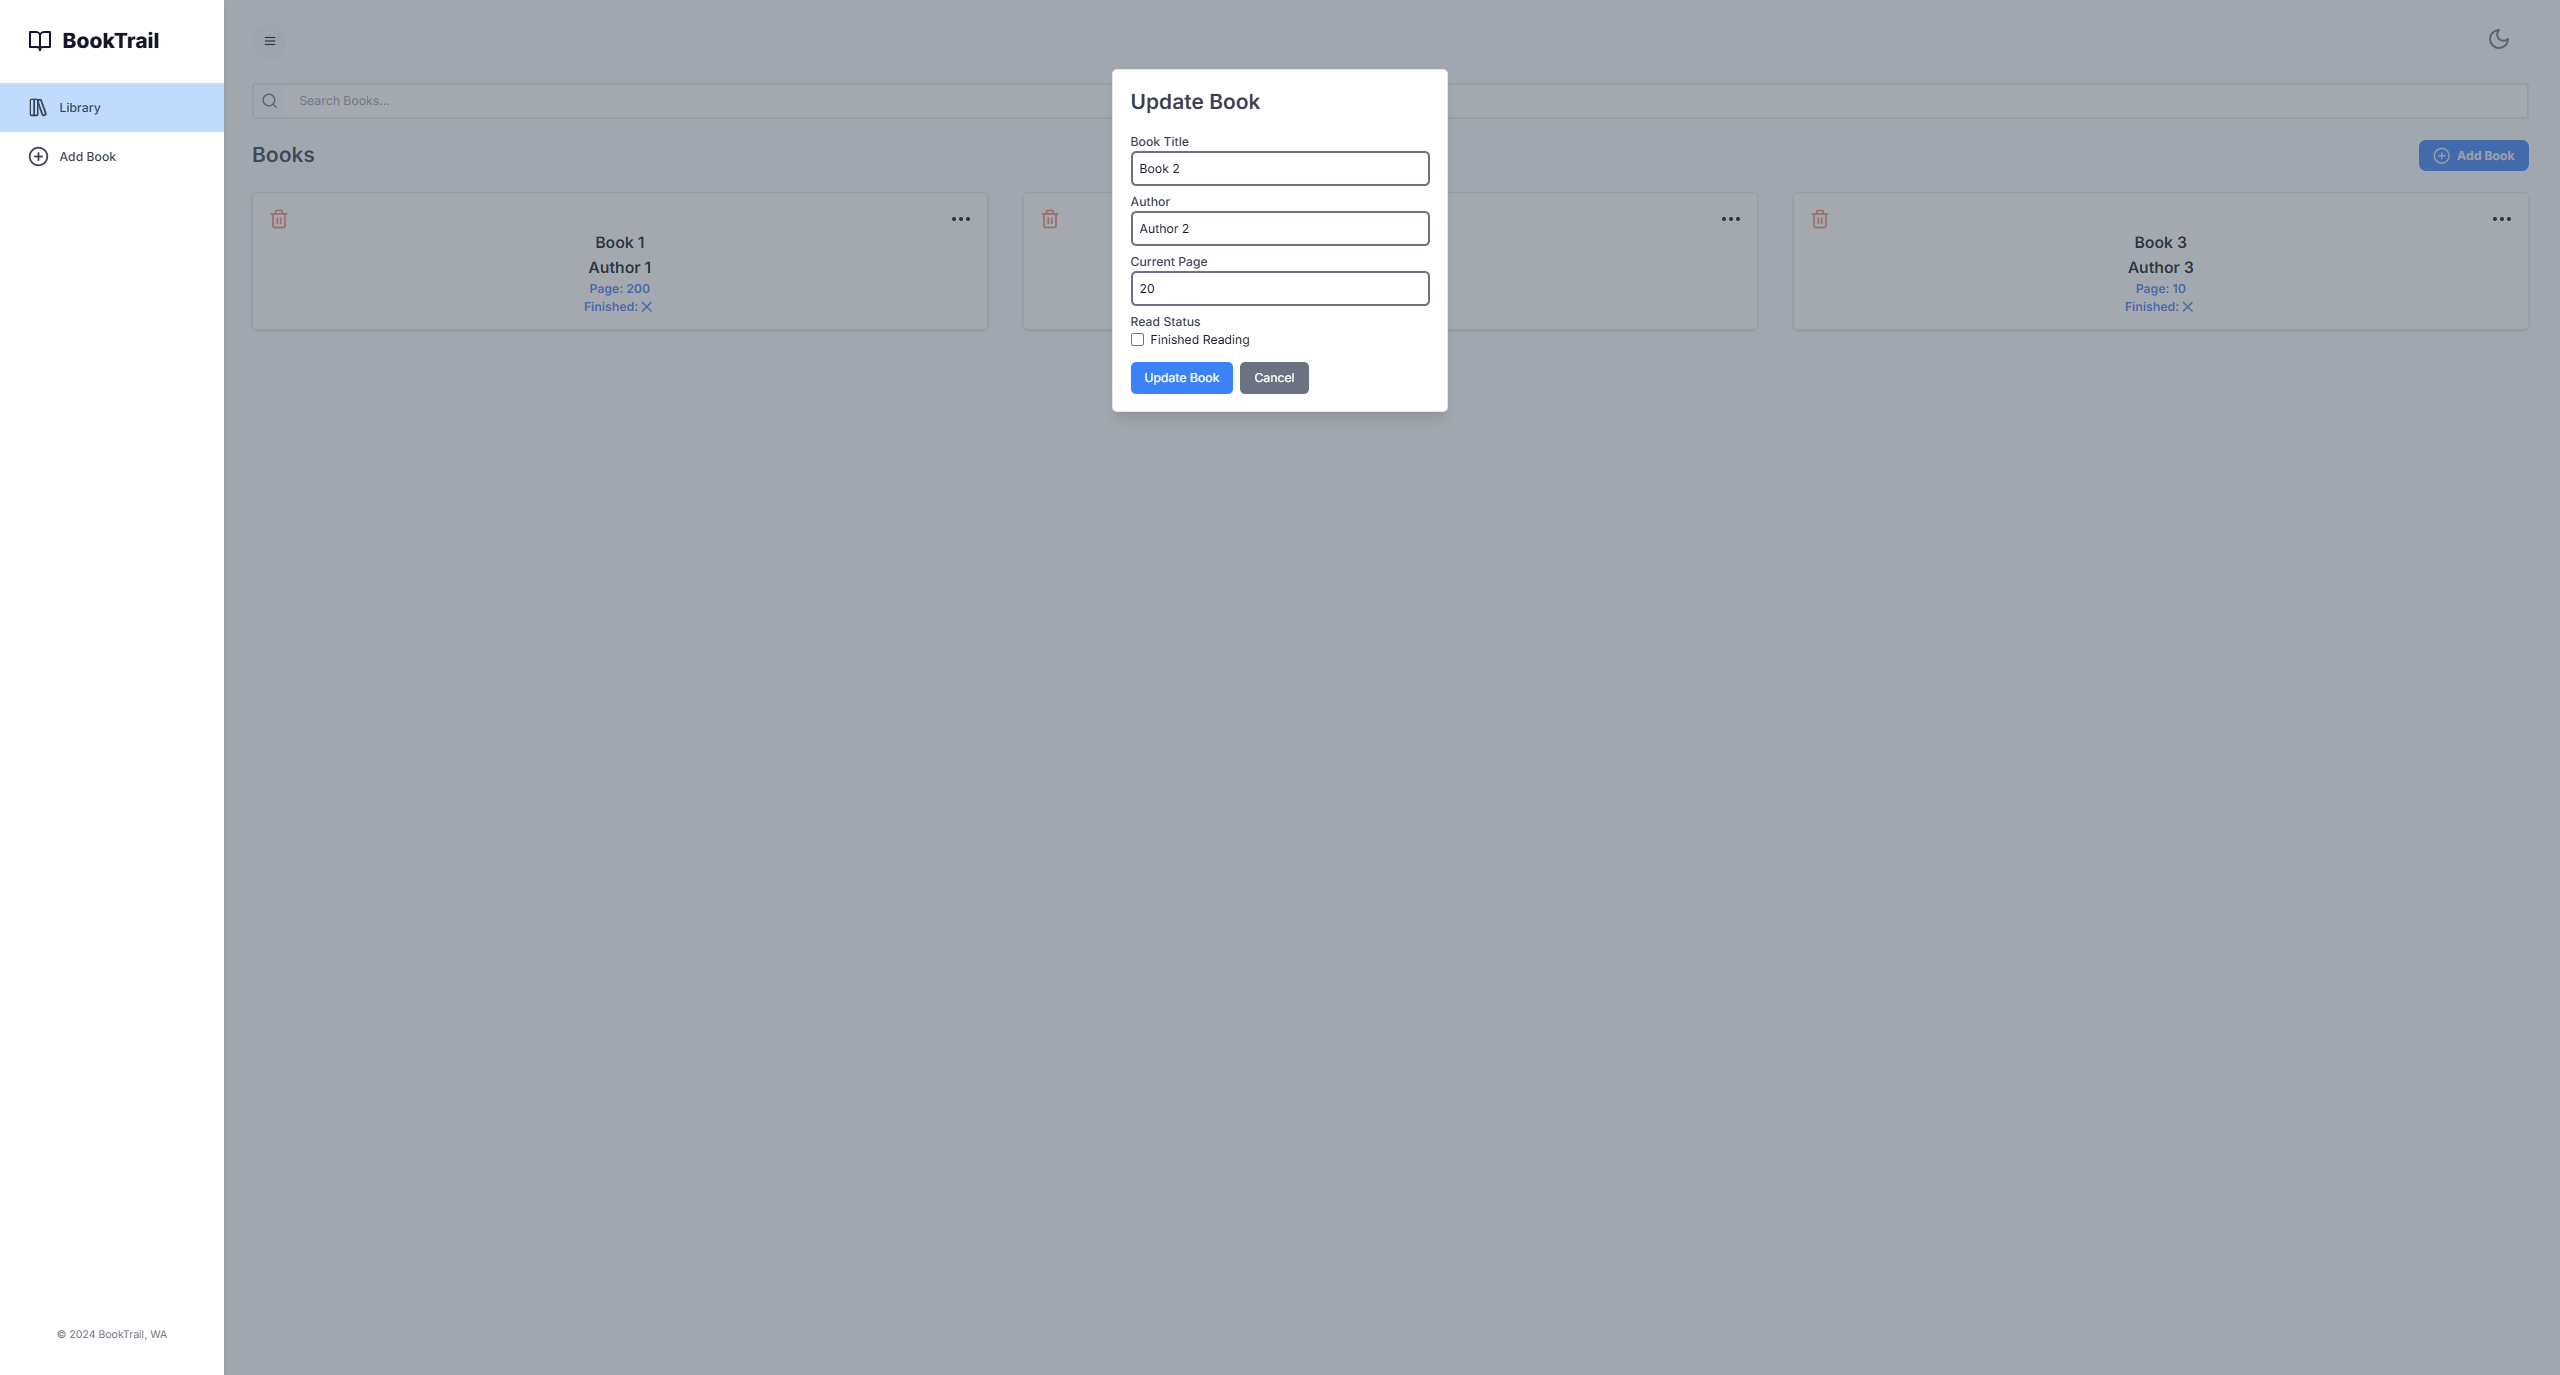 BookTrail
Library
Add Book
© 2024 BookTrail, WA
Search Books...
Books
Add Book
Book 1
Author 1
Page: 200
Finished:
Book 3
Author 3
Page: 10
Finished:
Update Book
Book Title
Book 2
Author
Author 2
Current Page
20
Read Status
Finished Reading
Update Book
Cancel